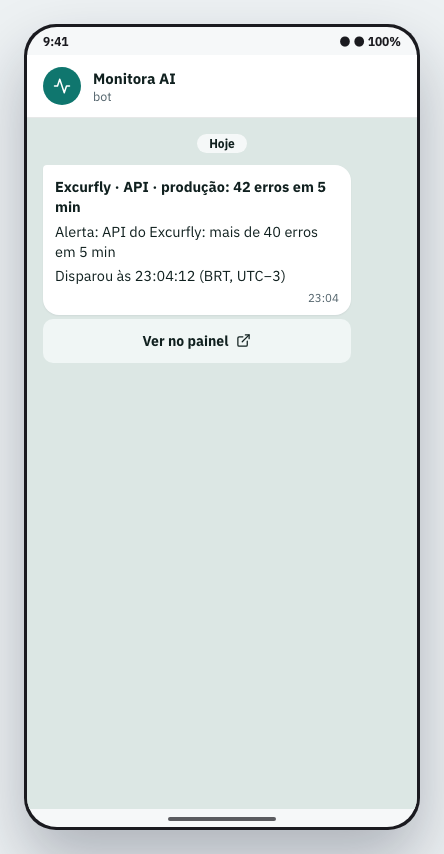 9:41
100%
Monitora AI
bot
Hoje
Excurfly · API · produção: 42 erros em 5
min
Alerta: API do Excurfly: mais de 40 erros
em 5 min
Disparou às 23:04:12 (BRT, UTC−3)
23:04
Ver no painel